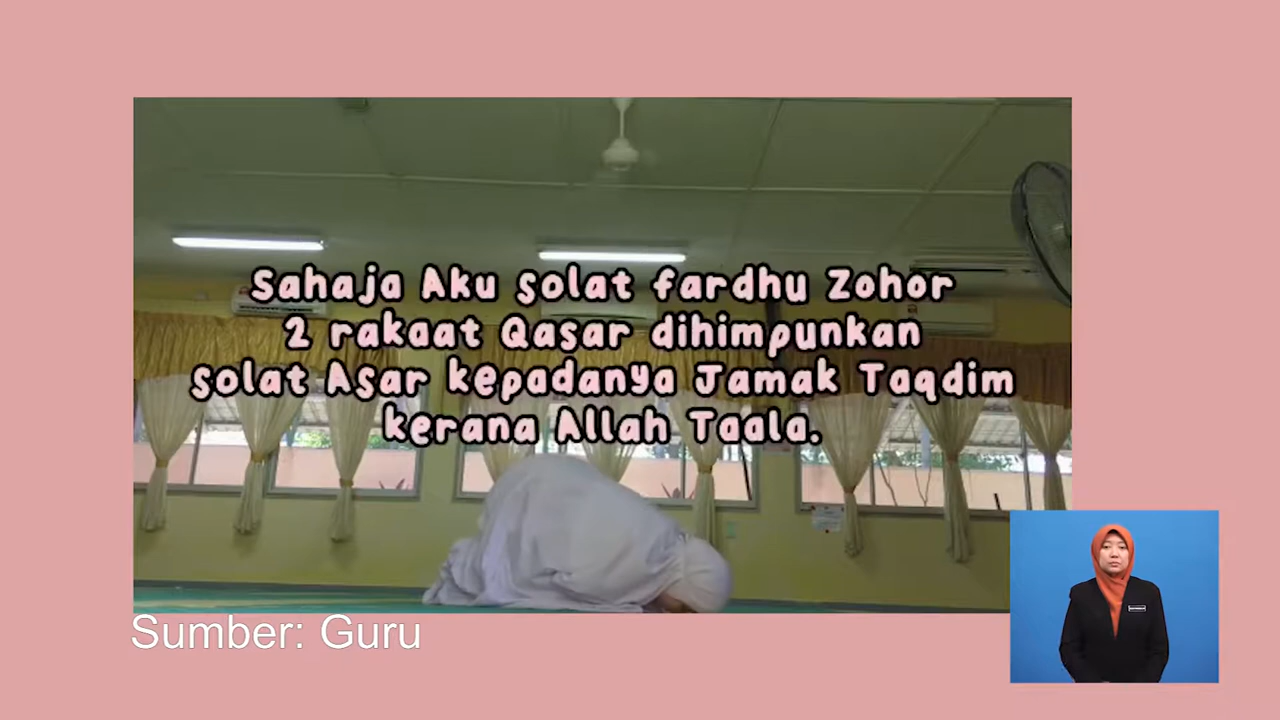 Sahaja Aku solat fardhu Zohor
2 rakaat Qasar dihimpunkan
solat Asar kepadanya Jamak Taqdim
kerana Allah Taala.
Sumber: Guru